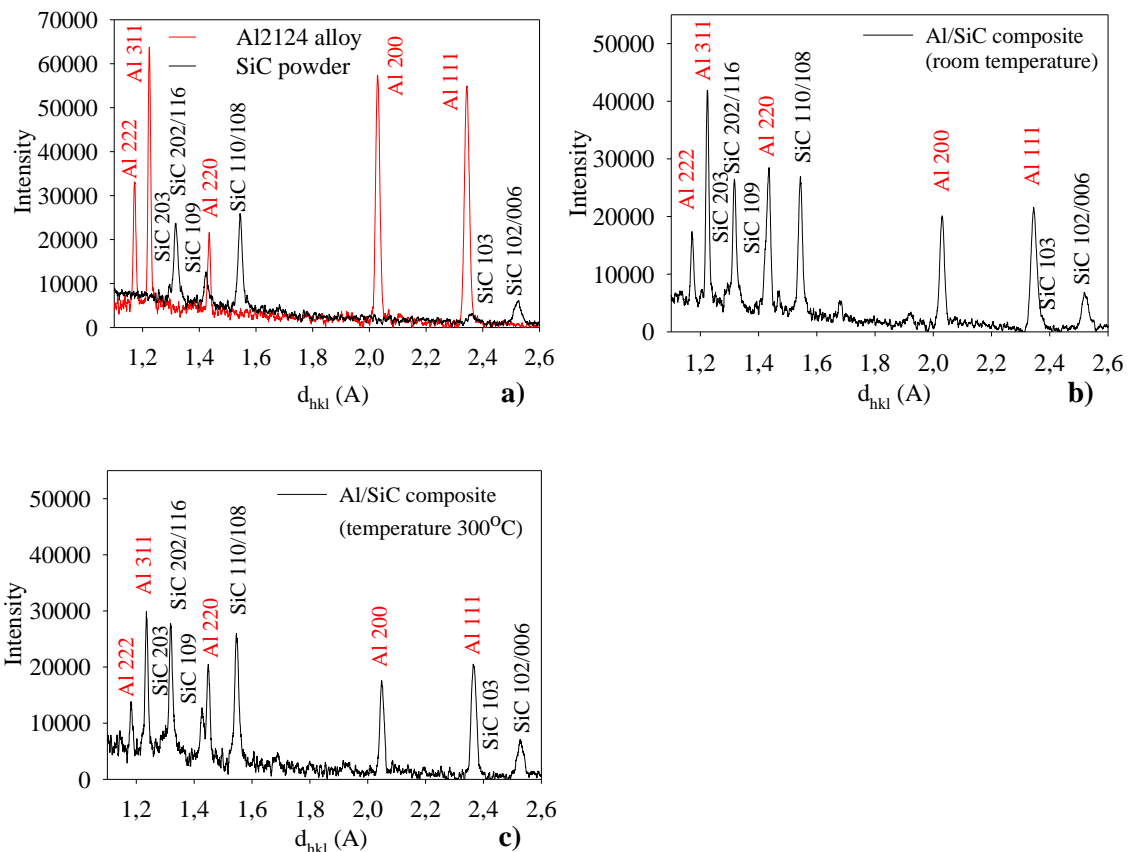 70000
60000
50000
40000
30000
20000
10000
0
Intensity
Al2124 alloy
SiC powder
Al 222
Al 311
SiC 203
SiC 202/116
SiC 109
Al 220
SiC 110/108
Al 200
Al 111
SiC 103
SiC 102/006
1,2 1,4 1,6 1,8 2,0 2,2 2,4 2,6
d_hkl (A)
a)
50000
40000
30000
20000
10000
0
Intensity
Al/SiC composite
(room temperature)
Al 222
Al 311
SiC 203
SiC 202/116
SiC 109
Al 220
SiC 110/108
Al 200
Al 111
SiC 103
SiC 102/006
1,2 1,4 1,6 1,8 2,0 2,2 2,4 2,6
d_hkl (A)
b)
50000
40000
30000
20000
10000
0
Intensity
Al/SiC composite
(temperature 300°C)
Al 222
Al 311
SiC 203
SiC 202/116
SiC 109
Al 220
SiC 110/108
Al 200
Al 111
SiC 103
SiC 102/006
1,2 1,4 1,6 1,8 2,0 2,2 2,4 2,6
d_hkl (A)
c)